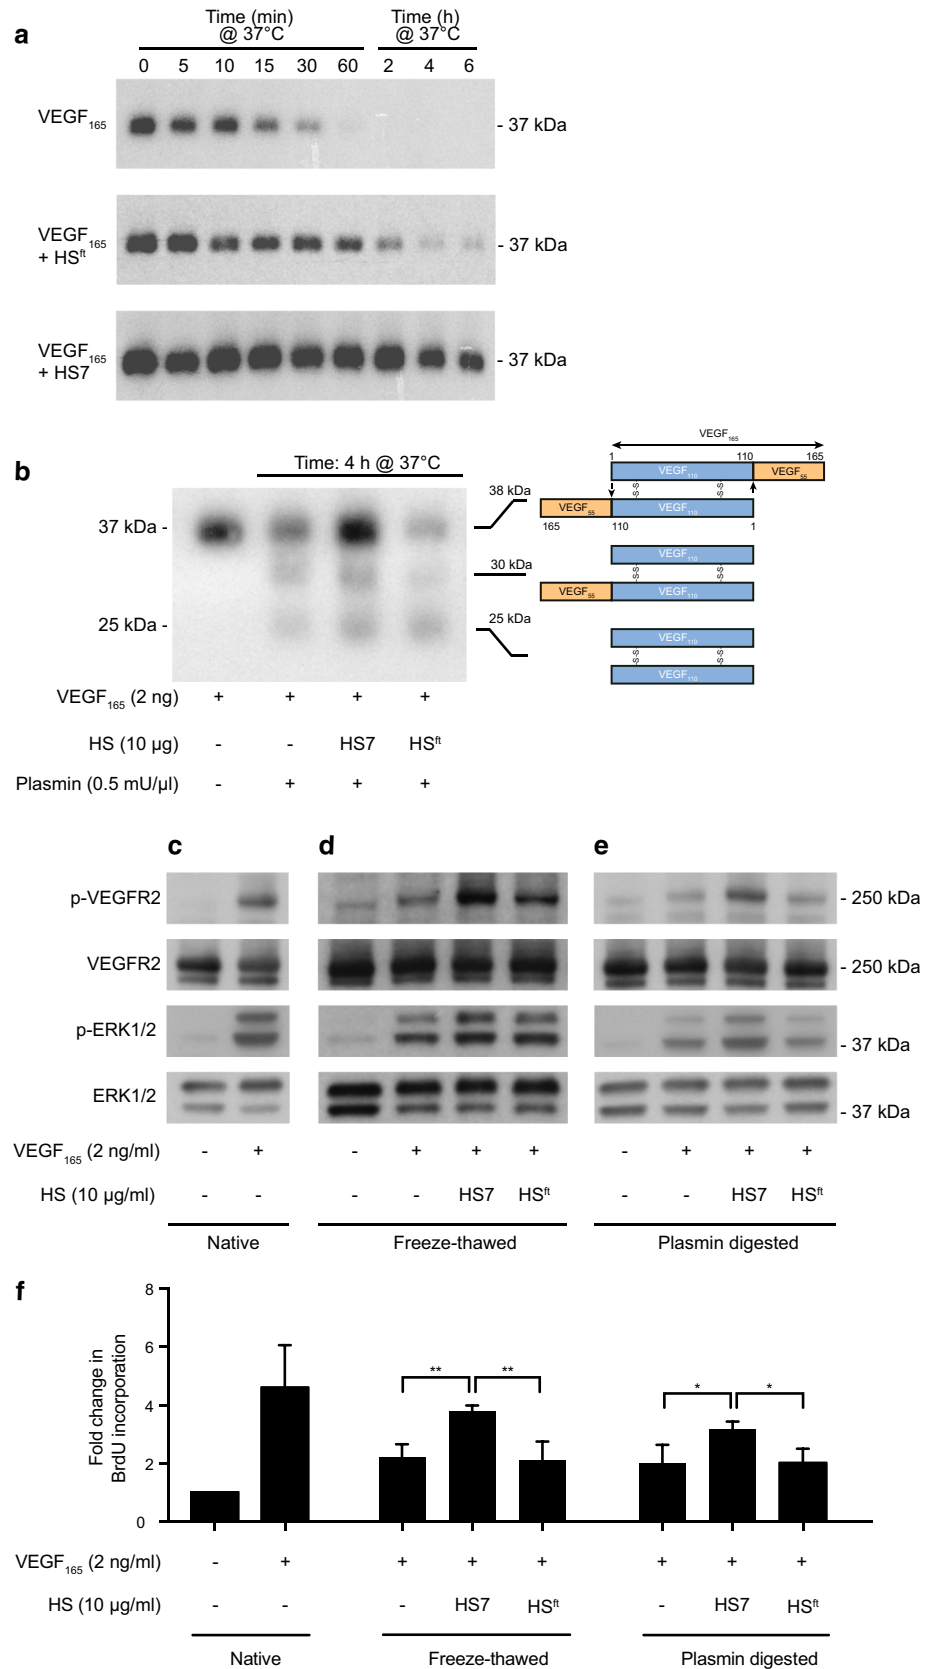 a
Time (min)
@ 37°C
Time (h)
@ 37°C
0 5 10 15 30 60 2 4 6
VEGF165
- 37 kDa
VEGF165
+ HSft
- 37 kDa
VEGF165
+ HS7
- 37 kDa
b
Time: 4 h @ 37°C
37 kDa -
25 kDa -
38 kDa
30 kDa
25 kDa
VEGF165
1 110 165
VEGF110 VEGF55
-S-S- -S-S-
VEGF55 VEGF110
165 110 1
VEGF110
-S-S- -S-S-
VEGF55 VEGF110
VEGF110
-S-S- -S-S-
VEGF110
VEGF165 (2 ng) + + + +
HS (10 µg) - - HS7 HSft
Plasmin (0.5 mU/µl) - + + +
c d e
p-VEGFR2 - 250 kDa
VEGFR2 - 250 kDa
p-ERK1/2 - 37 kDa
ERK1/2 - 37 kDa
VEGF165 (2 ng/ml) - + - + + + - + + +
HS (10 µg/ml) - - - - HS7 HSft - - HS7 HSft
Native Freeze-thawed Plasmin digested
f
Fold change in
BrdU incorporation
8
6
4
2
0
** ** * *
VEGF165 (2 ng/ml) - + + + + + + +
HS (10 µg/ml) - - - HS7 HSft - HS7 HSft
Native Freeze-thawed Plasmin digested